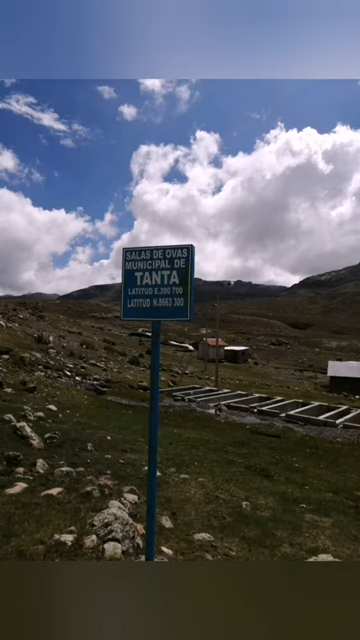 SALAS DE OVAS
MUNICIPAL DE
TANTA
LATITUD E.390 700
LATITUD N.8663 300